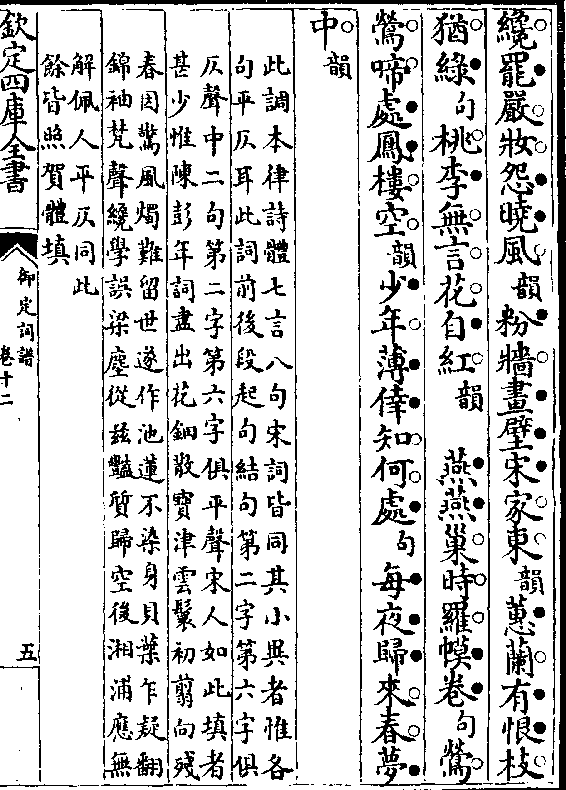 纔罷嚴妝怨曉風韻粉牆畫壁宋家東韻蕙蘭有恨枝
猶綠句桃李無言花自紅韻　燕燕巢時羅幙卷句鶯
鶯啼處鳳樓空韻少年薄倖知何處句每夜歸來春夢
中韻
此調本律詩體七言八句宋詞皆同其小異者惟各
句平仄耳此詞前後段起句結句第二字第六字俱
仄聲中二句第二字第六字俱平聲宋人如此填者
甚少惟陳彭年詞盡出花鈿散寶津雲鬢初翦向殘
春因驚風燭難留世遂作池蓮不染身貝葉乍疑翻
錦袖梵聲繞學誤梁塵從兹豔質歸空後湘浦應無
解佩人平仄同此
餘皆照賀體填
欽定四庫全書
御定詞譜
卷十二
五